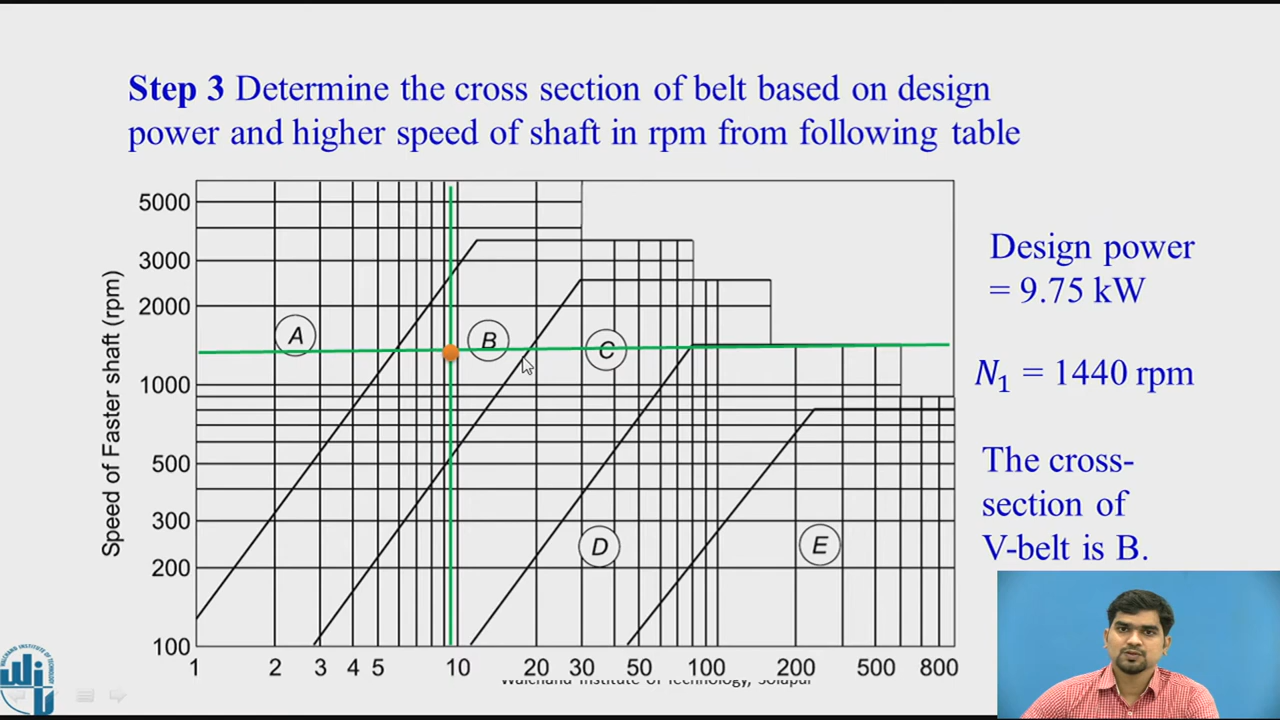 Step 3 Determine the cross section of belt based on design
power and higher speed of shaft in rpm from following table
5000
3000
2000
1000
500
300
200
100
Speed of Faster shaft (rpm)
A
B
C
D
E
1 2 3 4 5 10 20 30 50 100 200 500 800
Design power
= 9.75 kW
N₁ = 1440 rpm
The cross-
section of
V-belt is B.
Walchand Institute of Technology, Solapur